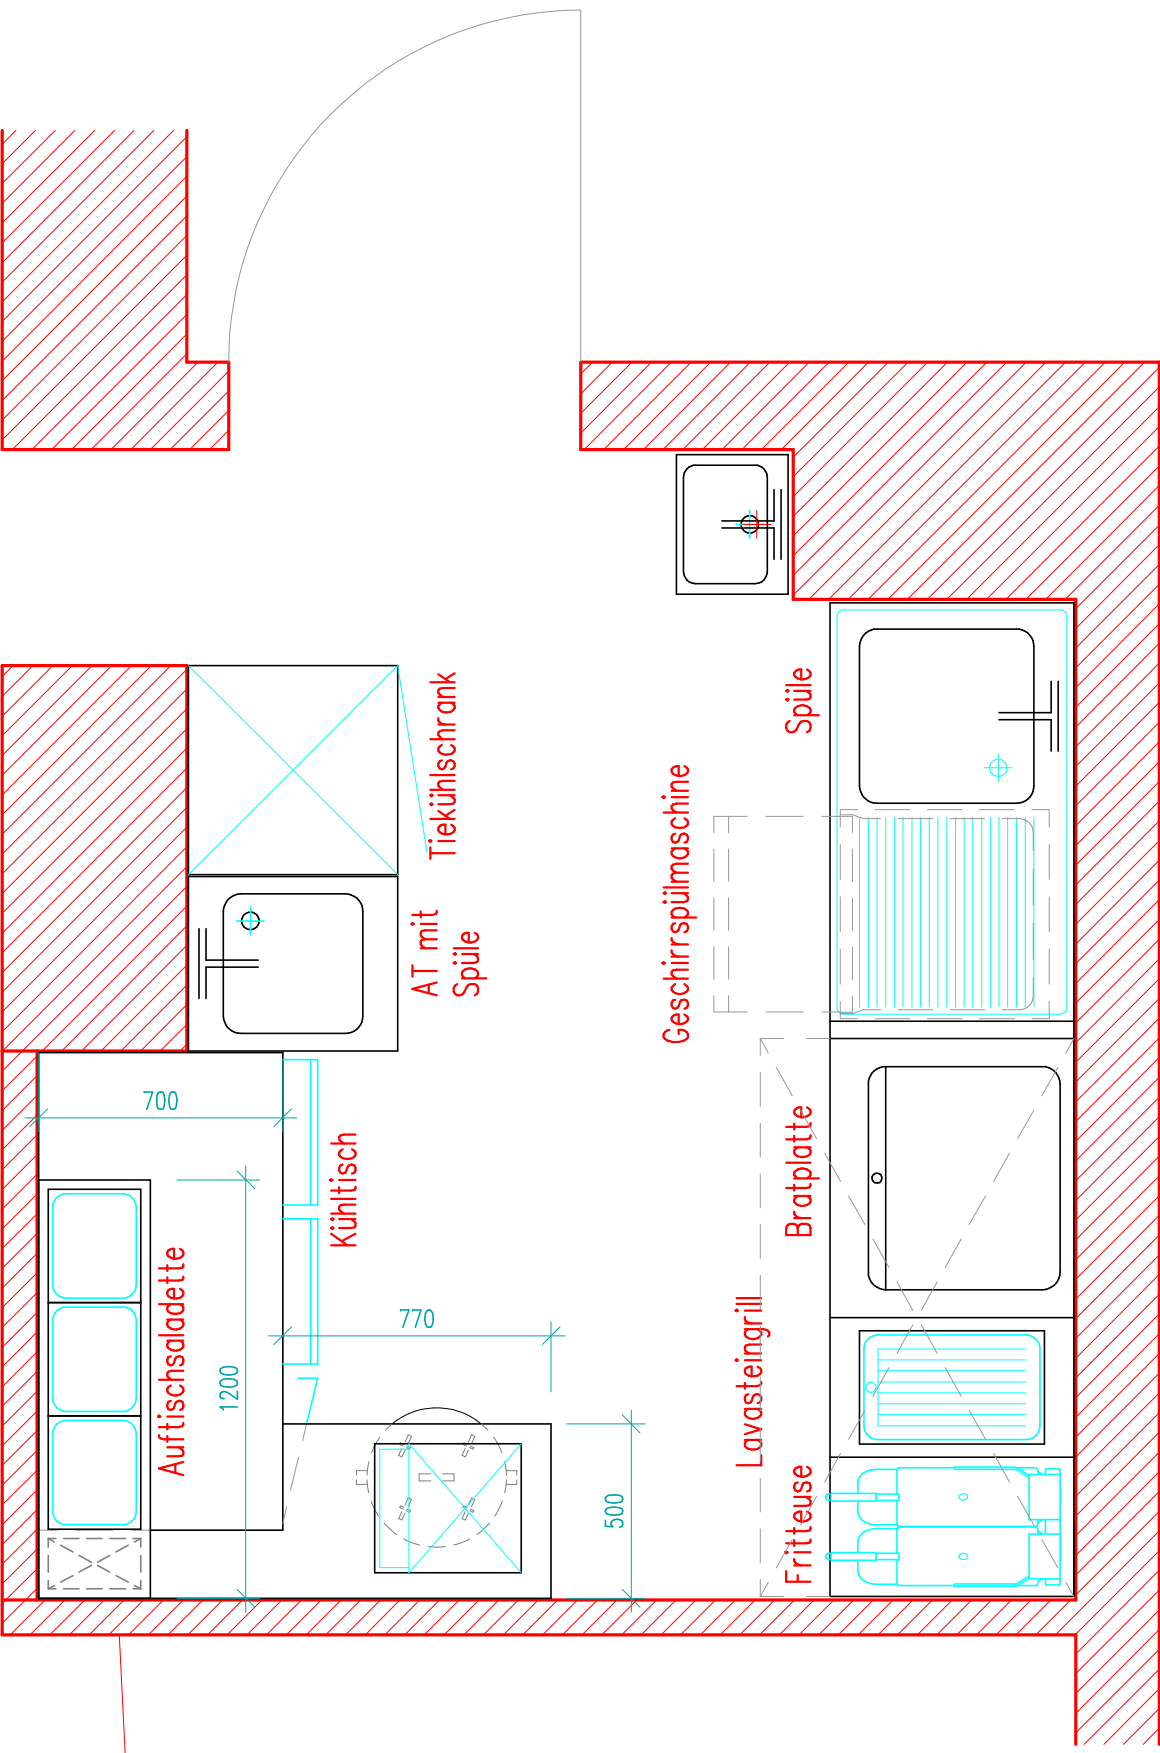 Tiekühlschrank
Spüle
Geschirrspülmaschine
AT mit
Spüle
700
Kühltisch
Bratplatte
Auftischsaladette
1200
770
Lavasteingrill
Fritteuse
500